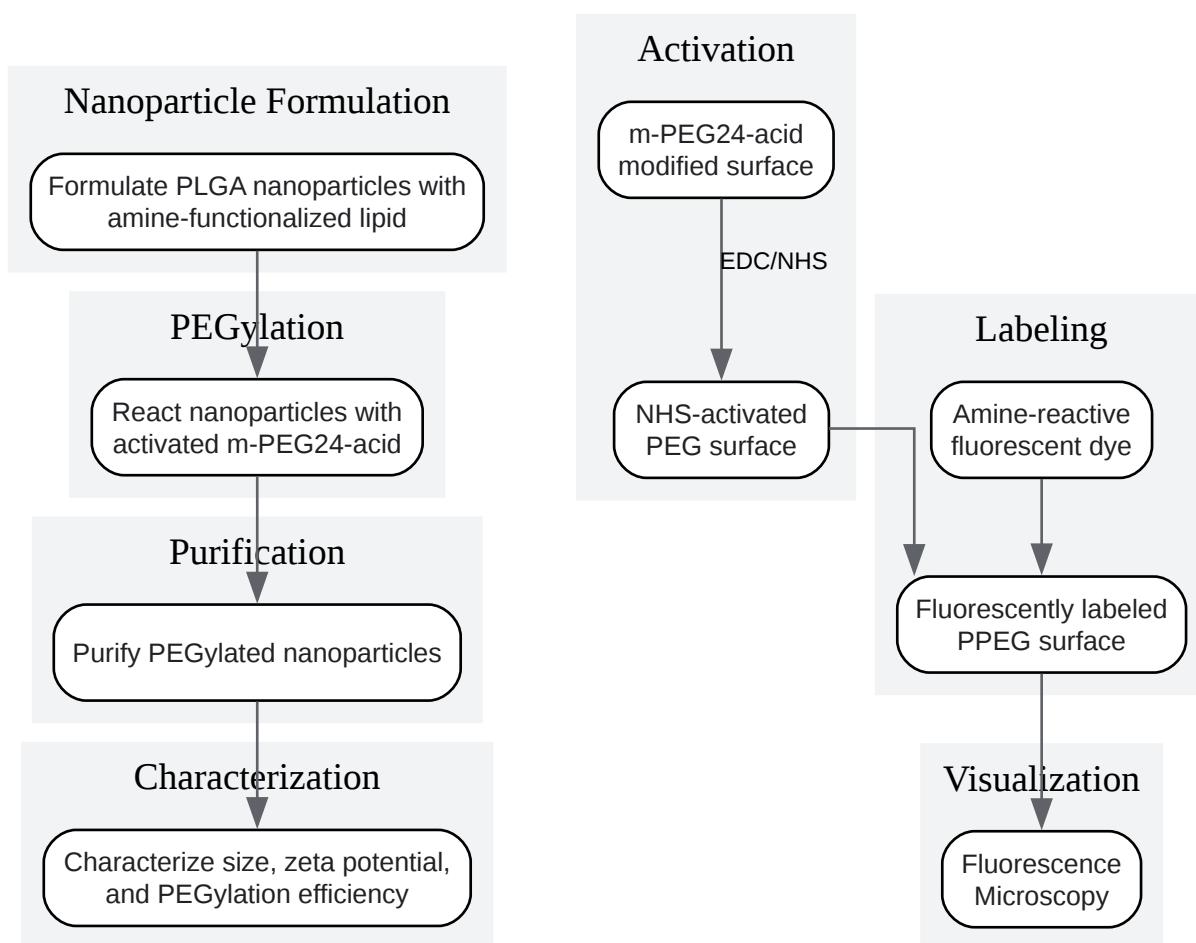 Nanoparticle Formulation
Formulate PLGA nanoparticles with
amine-functionalized lipid
PEGylation
React nanoparticles with
activated m-PEG24-acid
Purification
Purify PEGylated nanoparticles
Characterization
Characterize size, zeta potential,
and PEGylation efficiency
Activation
m-PEG24-acid
modified surface
EDC/NHS
NHS-activated
PEG surface
Labeling
Amine-reactive
fluorescent dye
Fluorescently labeled
PPEG surface
Visualization
Fluorescence
Microscopy